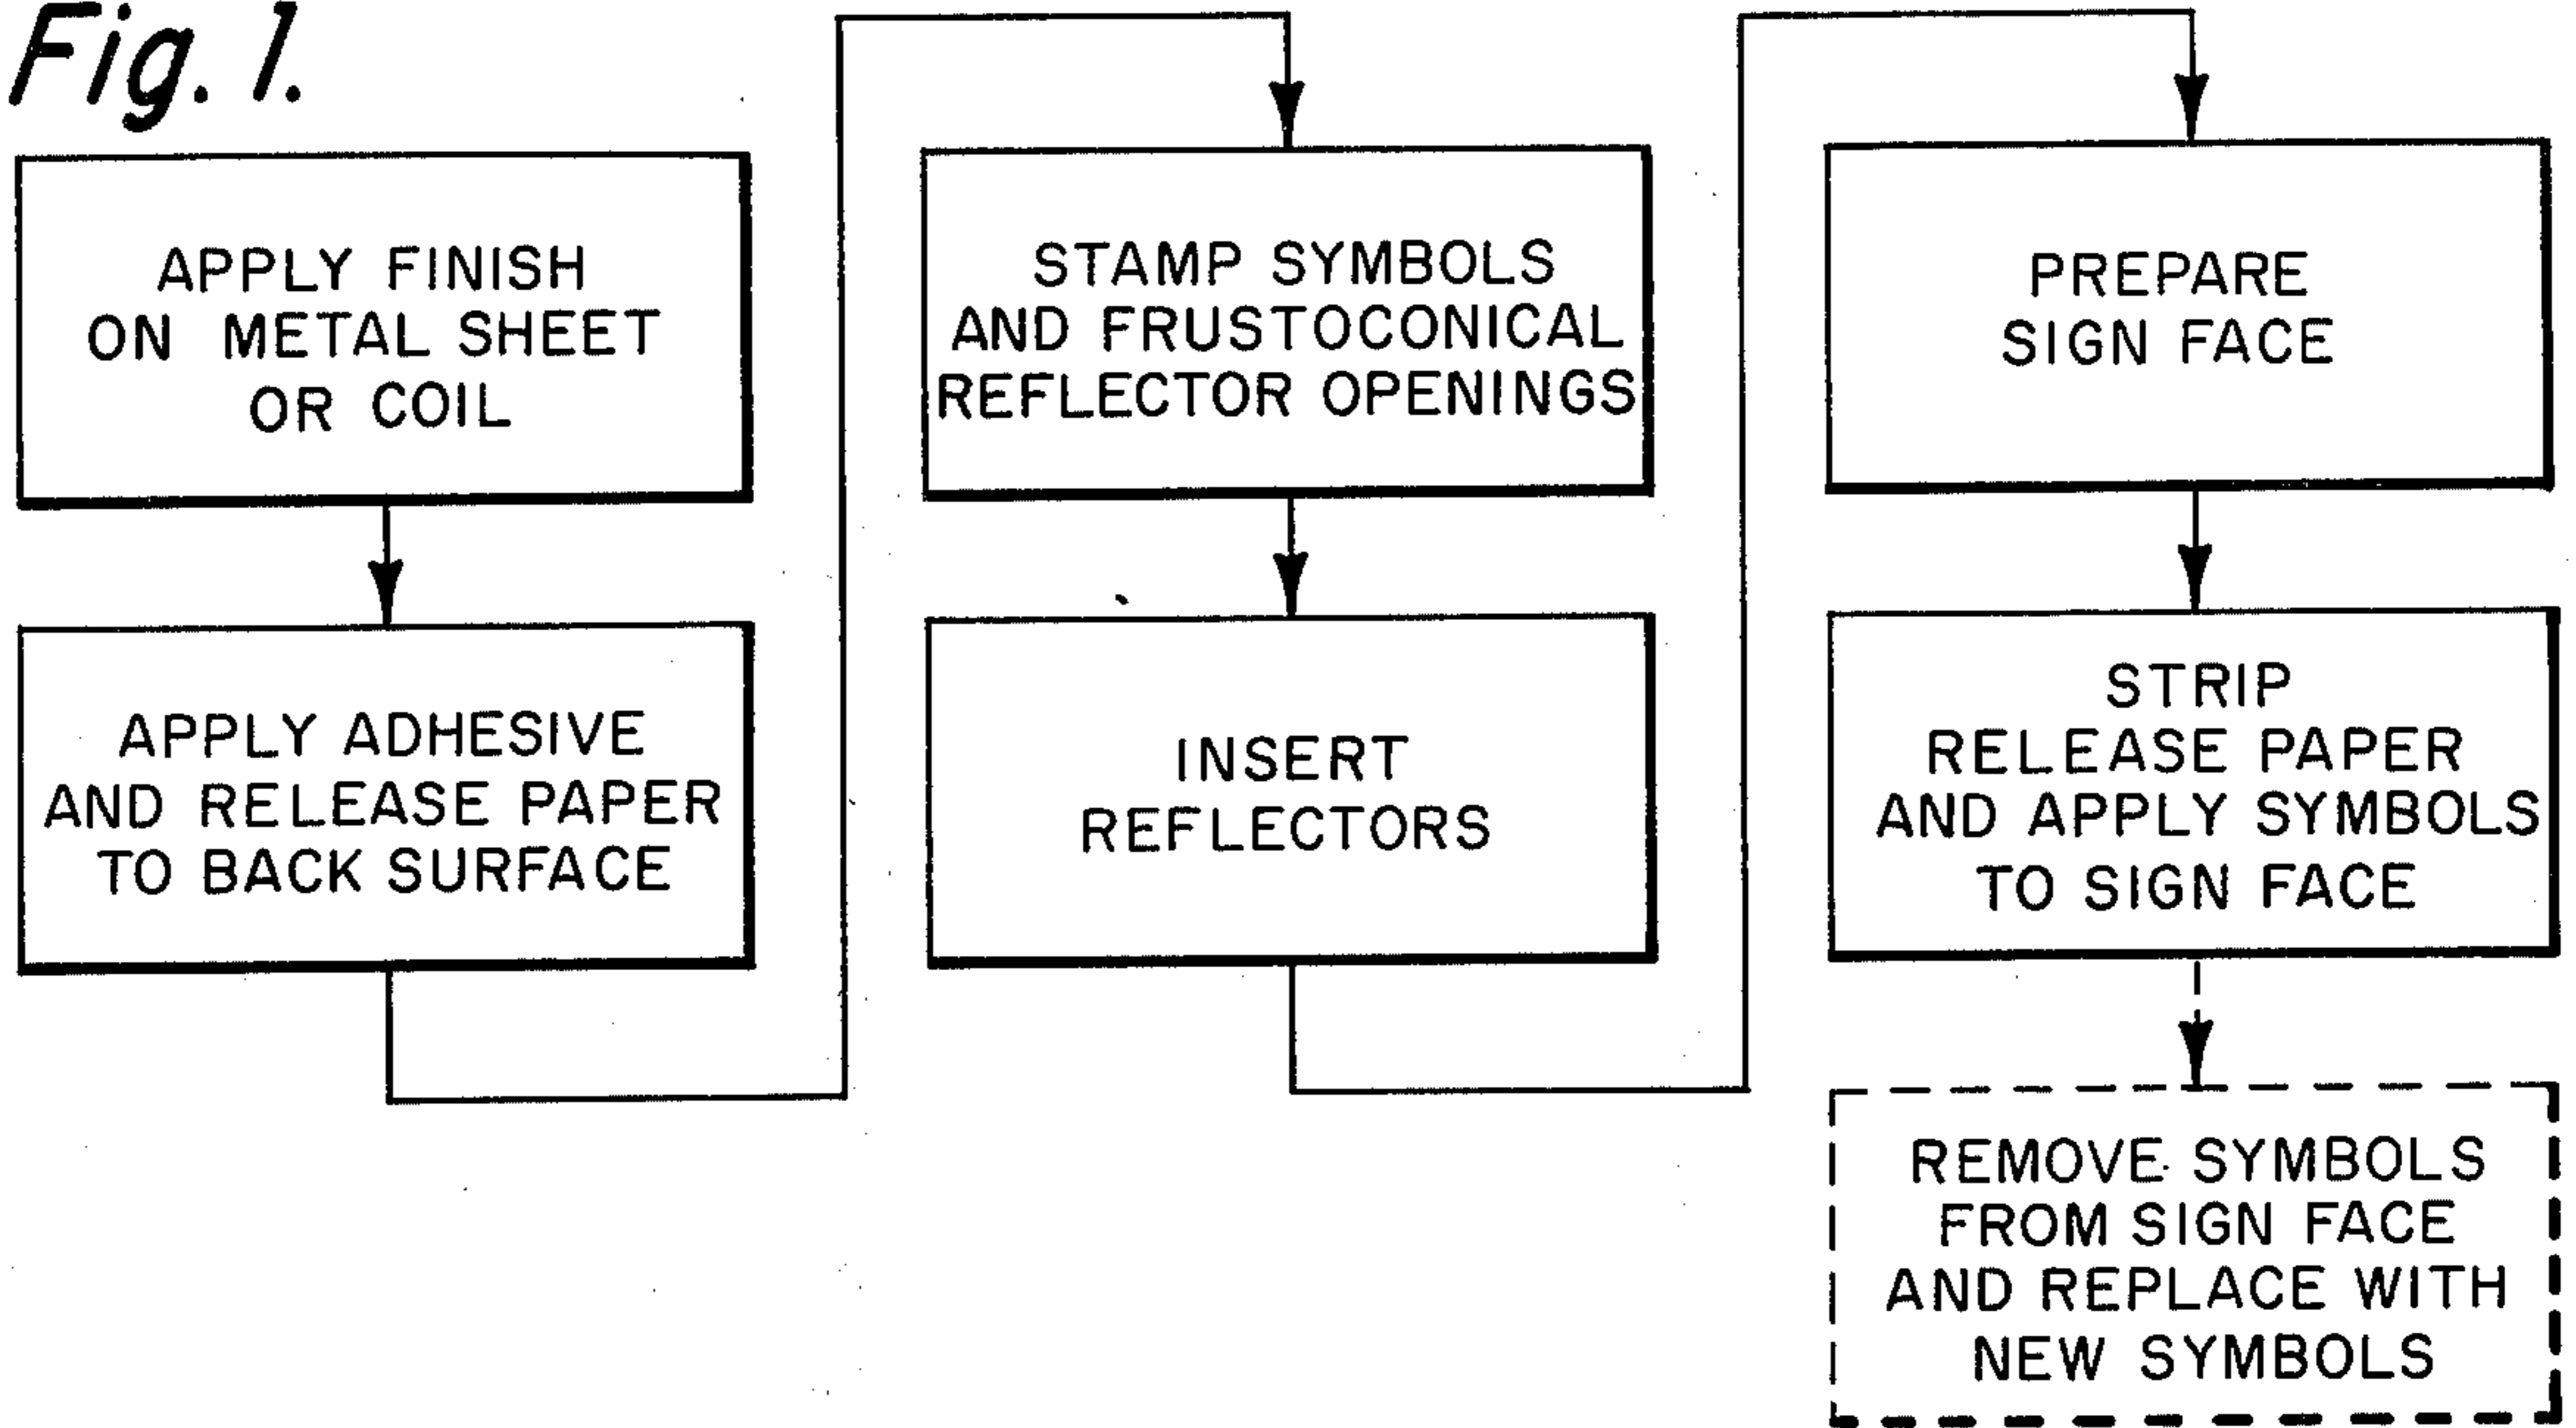 Fig. 1.
APPLY FINISH
ON METAL SHEET
OR COIL
APPLY ADHESIVE
AND RELEASE PAPER
TO BACK SURFACE
STAMP SYMBOLS
AND FRUSTOCONICAL
REFLECTOR OPENINGS
INSERT
REFLECTORS
PREPARE
SIGN FACE
STRIP
RELEASE PAPER
AND APPLY SYMBOLS
TO SIGN FACE
REMOVE SYMBOLS
FROM SIGN FACE
AND REPLACE WITH
NEW SYMBOLS